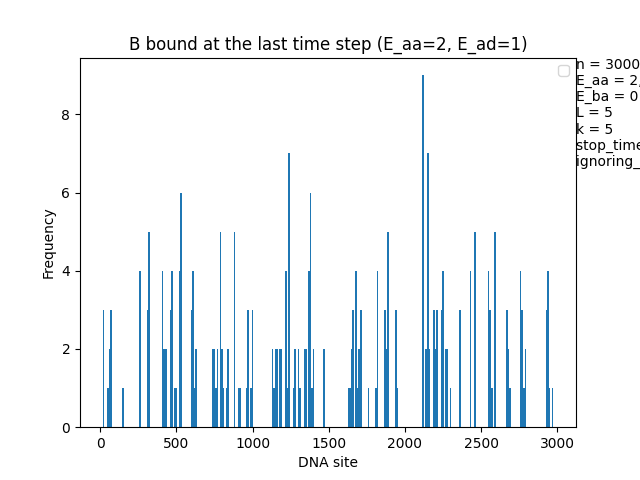 B bound at the last time step (E_aa=2, E_ad=1)
n = 3000
E_aa = 2,
E_ba = 0
L = 5
k = 5
stop_time
ignoring_
Frequency
8
6
4
2
0
0 500 1000 1500 2000 2500 3000
DNA site